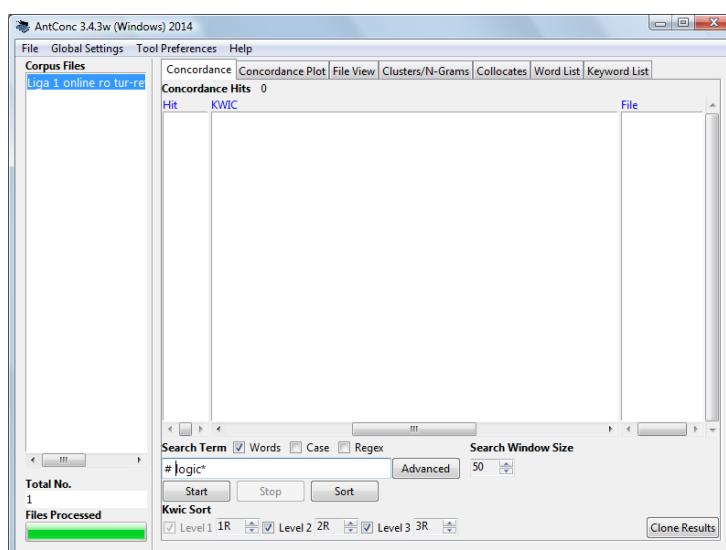 AntConc 3.4.3w (Windows) 2014
File Global Settings Tool Preferences Help
Corpus Files
Liga 1 online ro tur-re
Concordance Concordance Plot File View Clusters/N-Grams Collocates Word List Keyword List
Concordance Hits 0
Hit KWIC File
Search Term Words Case Regex Search Window Size
# logic* Advanced 50
Total No.
1
Start Stop Sort
Files Processed
Kwic Sort
Level 1 1R Level 2 2R Level 3 3R Clone Results